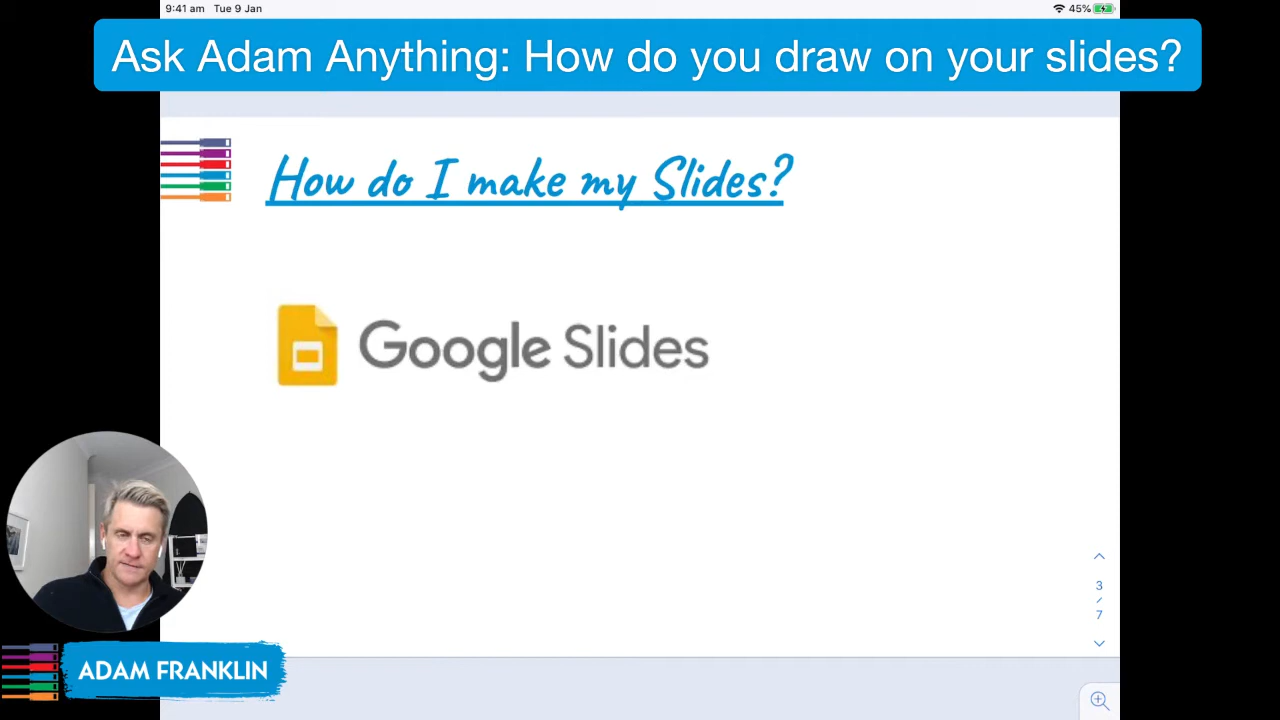 9:41 am Tue 9 Jan
45%
Ask Adam Anything: How do you draw on your slides?
How do I make my Slides?
Google Slides
3
/
7
ADAM FRANKLIN